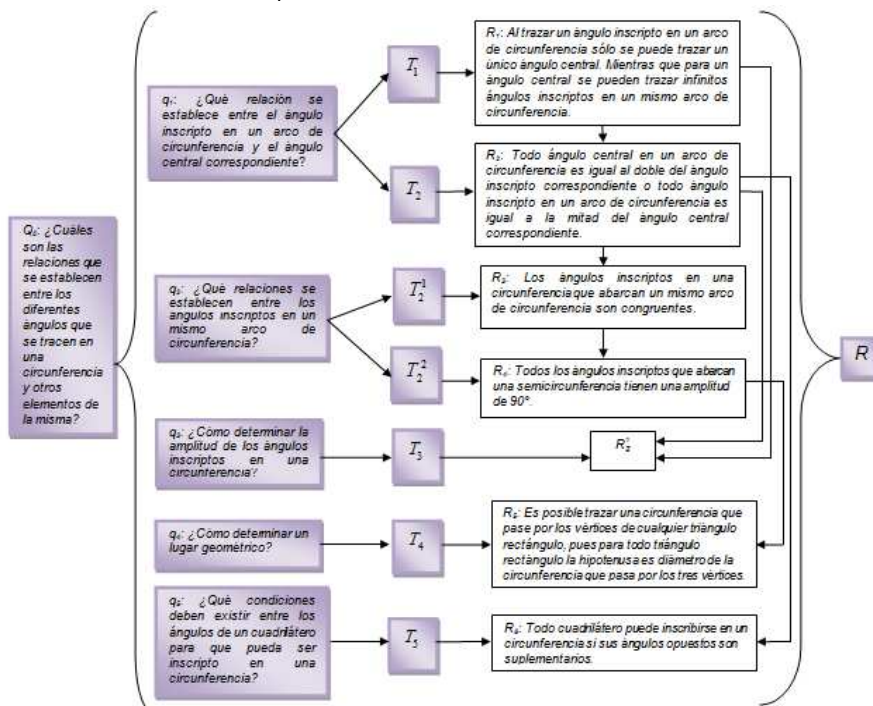 Q₂: ¿Cuáles
son las
relaciones que
se establecen
entre los
diferentes
ángulos que
se tracen en
una
circunferencia
y otros
elementos de
la misma?
q₁: ¿Qué relación se
establece entre el ángulo
inscripto en un arco de
circunferencia y el ángulo
central correspondiente?
T₁
R₁: Al trazar un ángulo inscripto en un arco
de circunferencia sólo se puede trazar un
único ángulo central. Mientras que para un
ángulo central se pueden trazar infinitos
ángulos inscriptos en un mismo arco de
circunferencia.
T₂
R₂: Todo ángulo central en un arco de
circunferencia es igual al doble del ángulo
inscripto correspondiente o todo ángulo
inscripto en un arco de circunferencia es
igual a la mitad del ángulo central
correspondiente.
q₂: ¿Qué relaciones se
establecen entre los
ángulos inscriptos en un
mismo arco de
circunferencia?
T₂¹
R₃: Los ángulos inscriptos en una
circunferencia que abarcan un mismo arco
de circunferencia son congruentes.
T₂²
R₄: Todos los ángulos inscriptos que abarcan
una semicircunferencia tienen una amplitud
de 90°.
q₃: ¿Cómo determinar la
amplitud de los ángulos
inscriptos en una
circunferencia?
T₃
q₄: ¿Cómo determinar un
lugar geométrico?
T₄
R₅: Es posible trazar una circunferencia que
pase por los vértices de cualquier triángulo
rectángulo, pues para todo triángulo
rectángulo la hipotenusa es diámetro de la
circunferencia que pasa por los tres vértices.
q₅: ¿Qué condiciones
deben existir entre los
ángulos de un cuadrilátero
para que pueda ser
inscripto en una
circunferencia?
T₅
R₆: Todo cuadrilátero puede inscribirse en un
circunferencia si sus ángulos opuestos son
suplementarios.
R